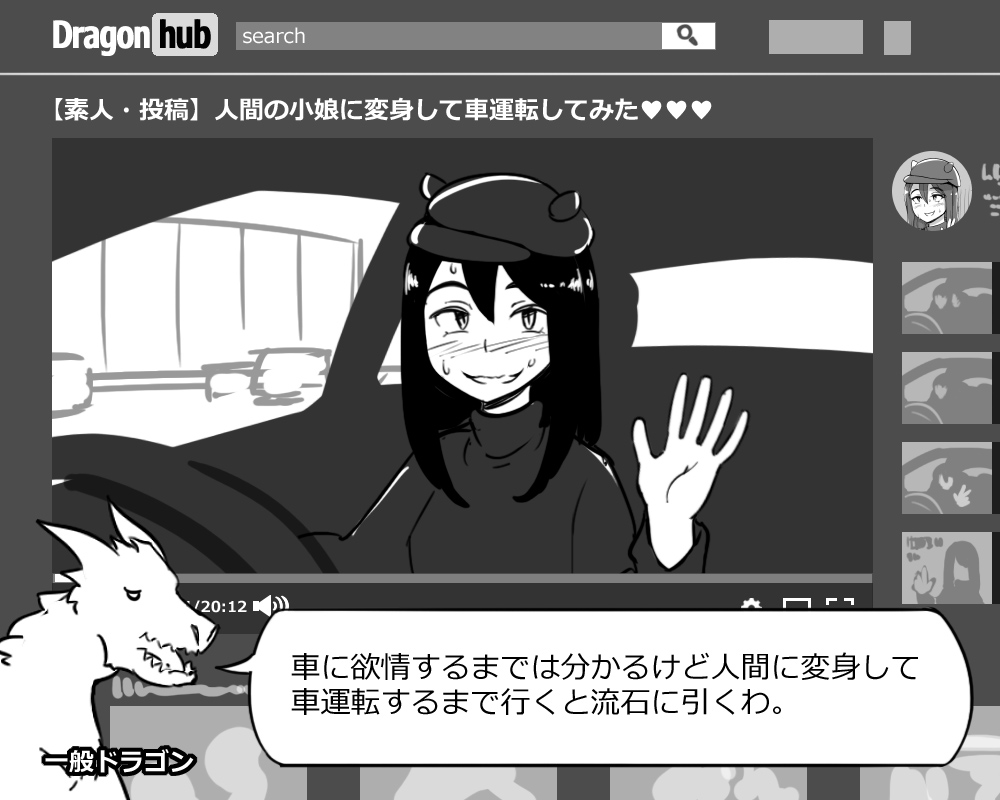 Dragon hub
search
【素人・投稿】人間の小娘に変身して車運転してみた♥♥♥
/20:12
車に欲情するまでは分かるけど人間に変身して
車運転するまで行くと流石に引くわ。
一般ドラゴン